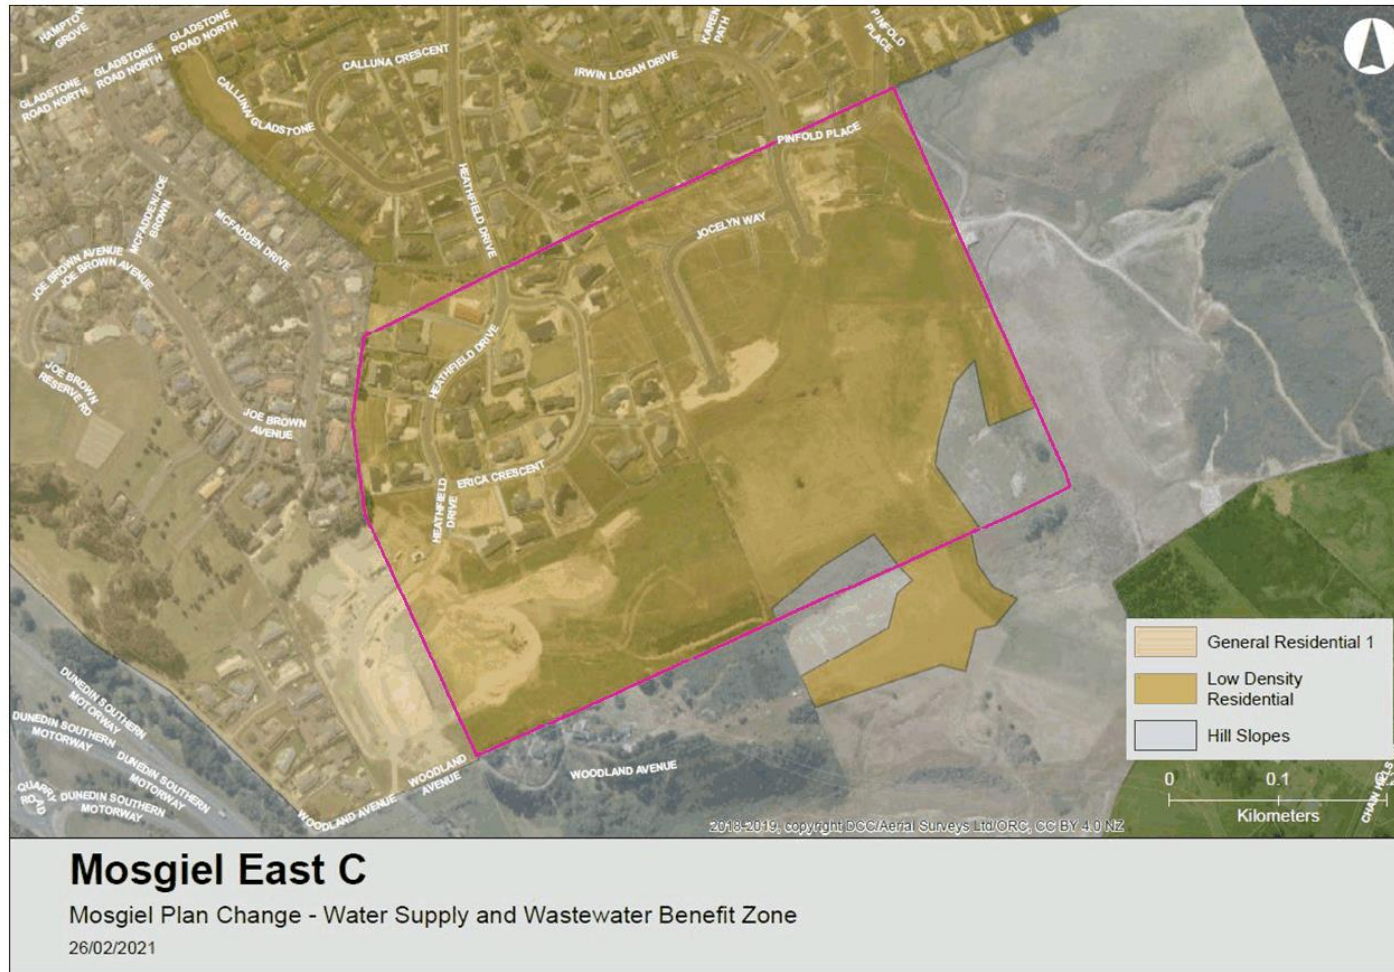 HAMPTON
GROVE
GLADSTONE
ROAD NORTH
GLADSTONE
ROAD NORTH
GLADSTONE
ROAD NORTH
CALLUNA CRESCENT
CALLUNA/GLADSTONE
IRWIN LOGAN DRIVE
KAREN
PATH
PINFOLD
PLACE
PINFOLD PLACE
HEATHFIELD DRIVE
MCFADDEN/JOE
BROWN
MCFADDEN DRIVE
JOE BROWN AVENUE
JOE BROWN AVENUE
JOCELYN WAY
HEATHFIELD DRIVE
JOE BROWN
RESERVE RD
JOE BROWN
AVENUE
ERICA CRESCENT
HEATHFIELD
DRIVE
DUNEDIN SOUTHERN
MOTORWAY
DUNEDIN SOUTHERN
MOTORWAY
DUNEDIN SOUTHERN
MOTORWAY
QUARRY
ROAD
DUNEDIN SOUTHERN
MOTORWAY
WOODLAND AVENUE
WOODLAND
AVENUE
WOODLAND AVENUE
General Residential 1
Low Density
Residential
Hill Slopes
0 0.1
Kilometers
CHAIN HILLS
2018-2019, copyright DCC/Aerial Surveys Ltd/ORC, CC BY 4.0 NZ
Mosgiel East C
Mosgiel Plan Change - Water Supply and Wastewater Benefit Zone
26/02/2021